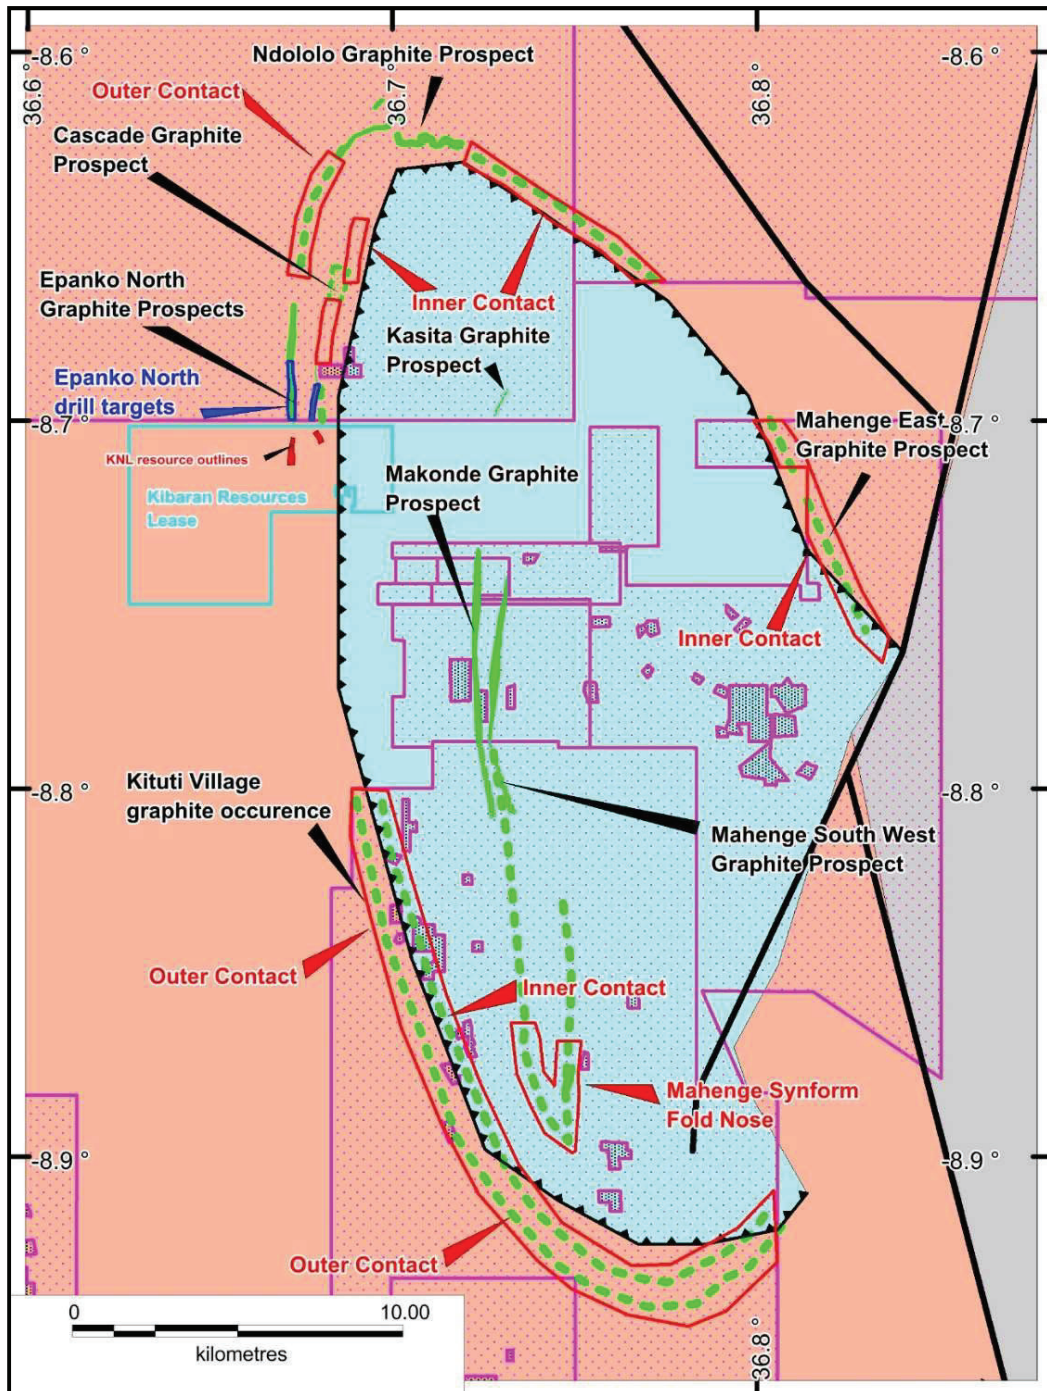 -8.6 °
36.6 °
36.7 °
36.8 °
-8.6 °
Ndololo Graphite Prospect
Outer Contact
Cascade Graphite
Prospect
Epanko North
Graphite Prospects
Inner Contact
Kasita Graphite
Prospect
Epanko North
drill targets
-8.7 °
-8.7 °
Mahenge East
Graphite Prospect
KNL resource outlines
Makonde Graphite
Prospect
Kibaran Resources
Lease
Inner Contact
Kituti Village
graphite occurence
-8.8 °
-8.8 °
Mahenge South West
Graphite Prospect
Outer Contact
Inner Contact
Mahenge Synform
Fold Nose
-8.9 °
-8.9 °
Outer Contact
0
10.00
kilometres
36.8 °